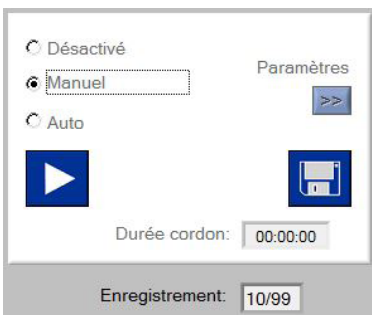 Désactivé
Manuel
Auto
Paramètres
>>
Durée cordon: 00:00:00
Enregistrement: 10/99